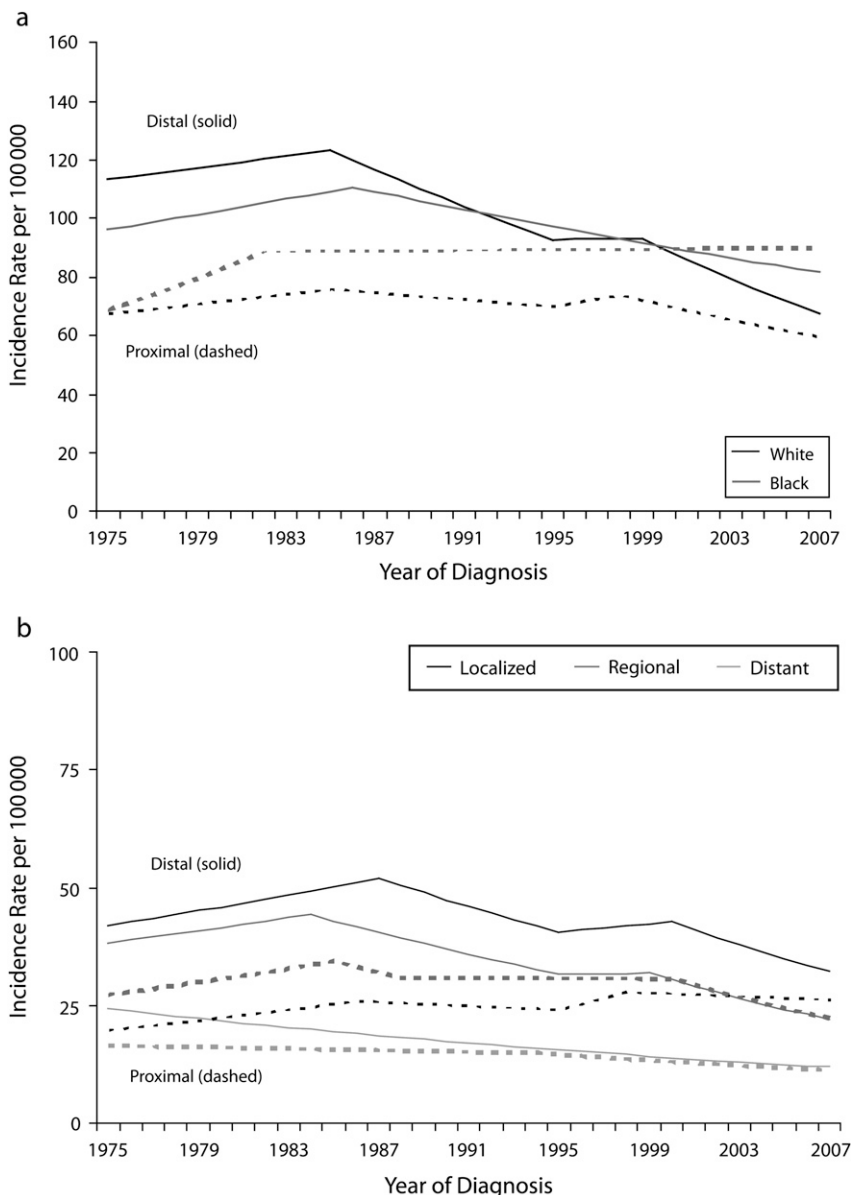 a
160
140
120
100
80
60
40
20
0
Incidence Rate per 100 000
Distal (solid)
Proximal (dashed)
White
Black
1975 1979 1983 1987 1991 1995 1999 2003 2007
Year of Diagnosis
b
100
75
50
25
0
Incidence Rate per 100 000
Localized Regional Distant
Distal (solid)
Proximal (dashed)
1975 1979 1983 1987 1991 1995 1999 2003 2007
Year of Diagnosis